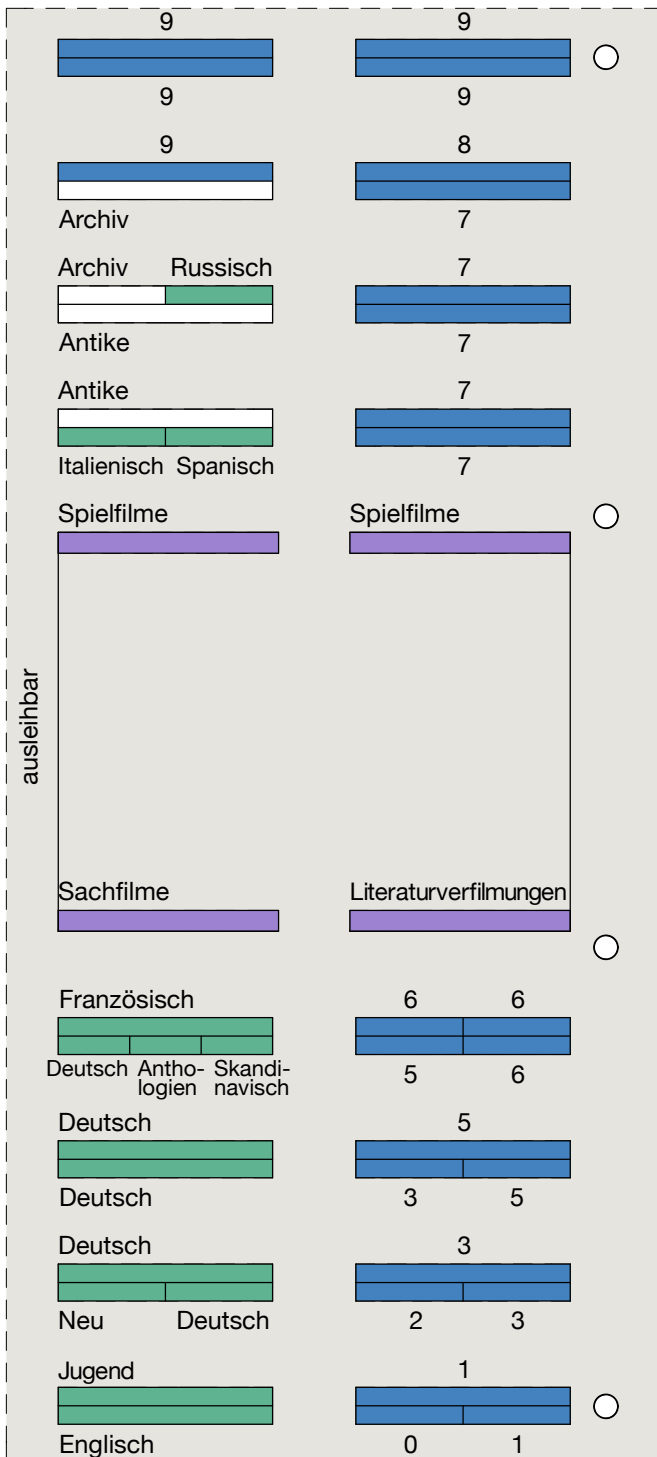 9 9
9 9
9 8
Archiv 7
Archiv Russisch 7
Antike 7
Antike 7
Italienisch Spanisch 7
Spielfilme Spielfilme
ausleihbar
Sachfilme Literaturverfilmungen
Französisch 6 6
Deutsch Antho- Skandi- 5 6
logien navisch
Deutsch 5
Deutsch 3 5
Deutsch 3
Neu Deutsch 2 3
Jugend 1
Englisch 0 1